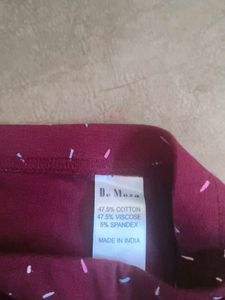 De Moza
47.5% COTTON
47.5% VISCOSE
5% SPANDEX
MADE IN INDIA